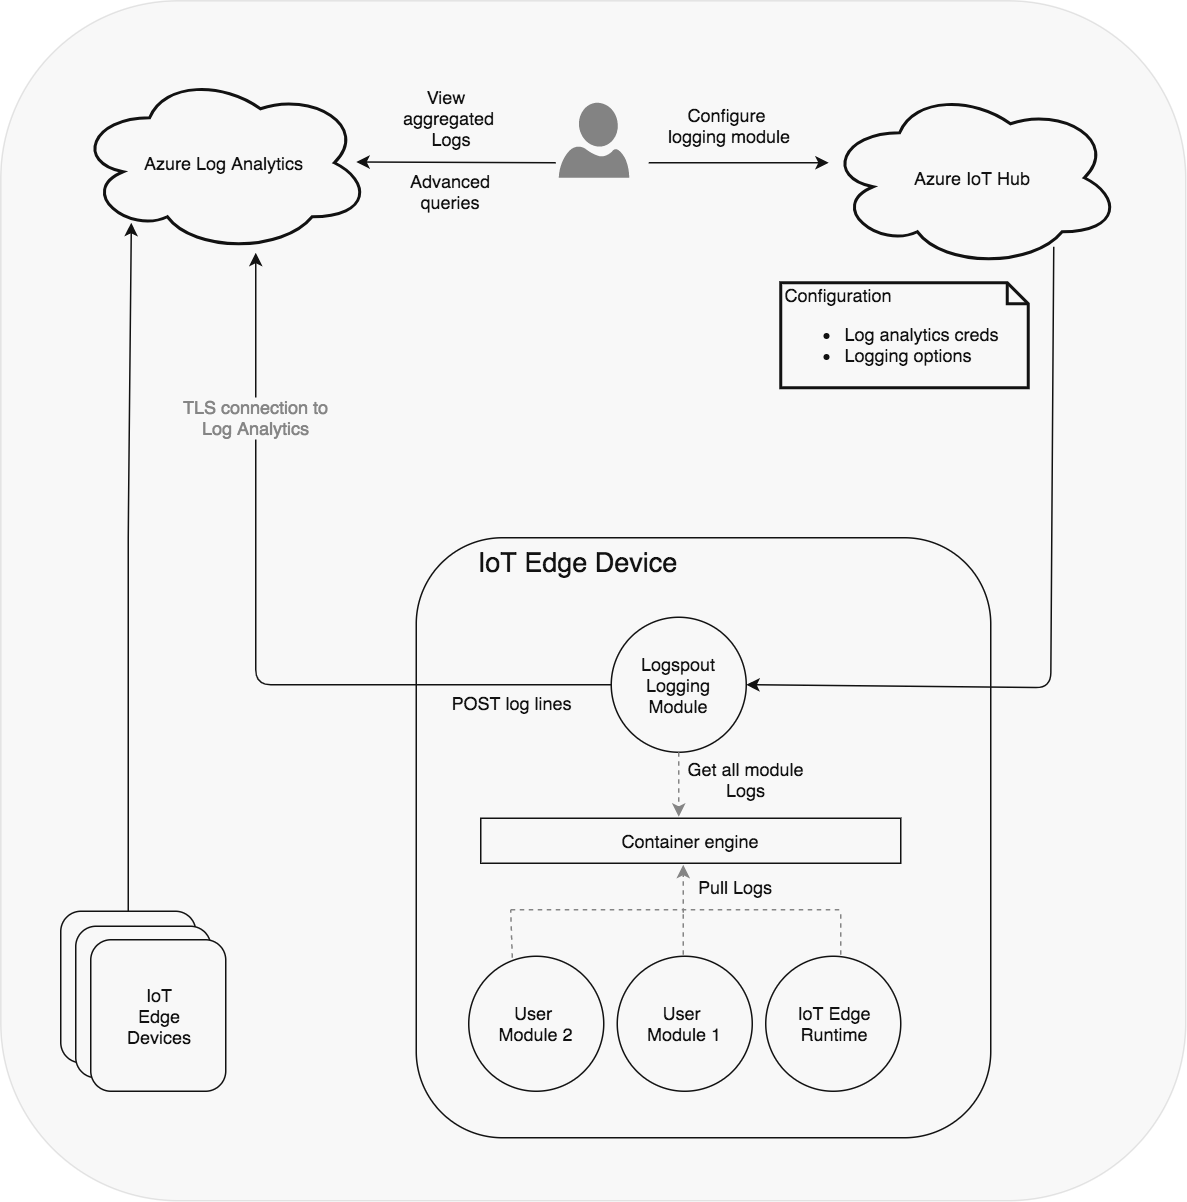 View
aggregated
Logs
Configure
logging module
Azure Log Analytics
Advanced
queries
Azure IoT Hub
Configuration
• Log analytics creds
• Logging options
TLS connection to
Log Analytics
IoT Edge Device
Logspout
Logging
Module
POST log lines
Get all module
Logs
Container engine
Pull Logs
IoT
Edge
Devices
User
Module 2
User
Module 1
IoT Edge
Runtime